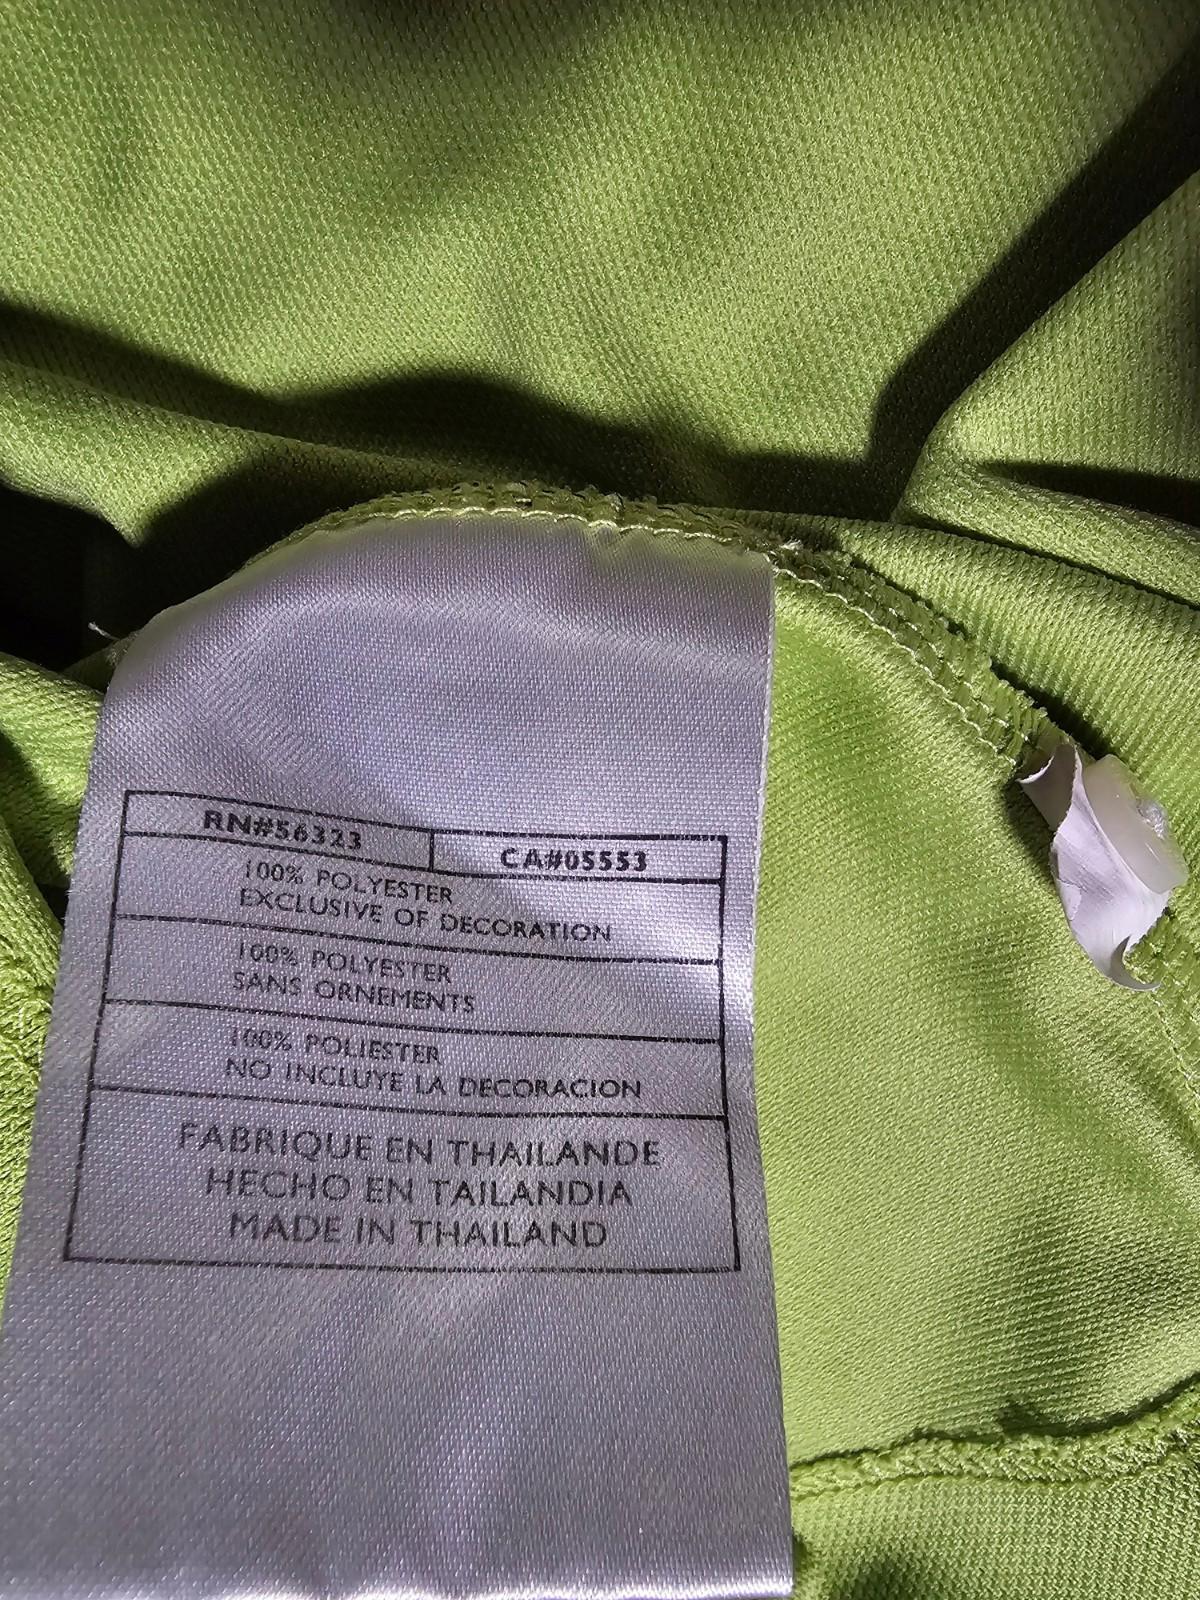 RN#56323
CA#05553
100% POLYESTER
EXCLUSIVE OF DECORATION
100% POLYESTER
SANS ORNEMENTS
100% POLIESTER
NO INCLUYE LA DECORACION
FABRIQUE EN THAILANDE
HECHO EN TAILANDIA
MADE IN THAILAND